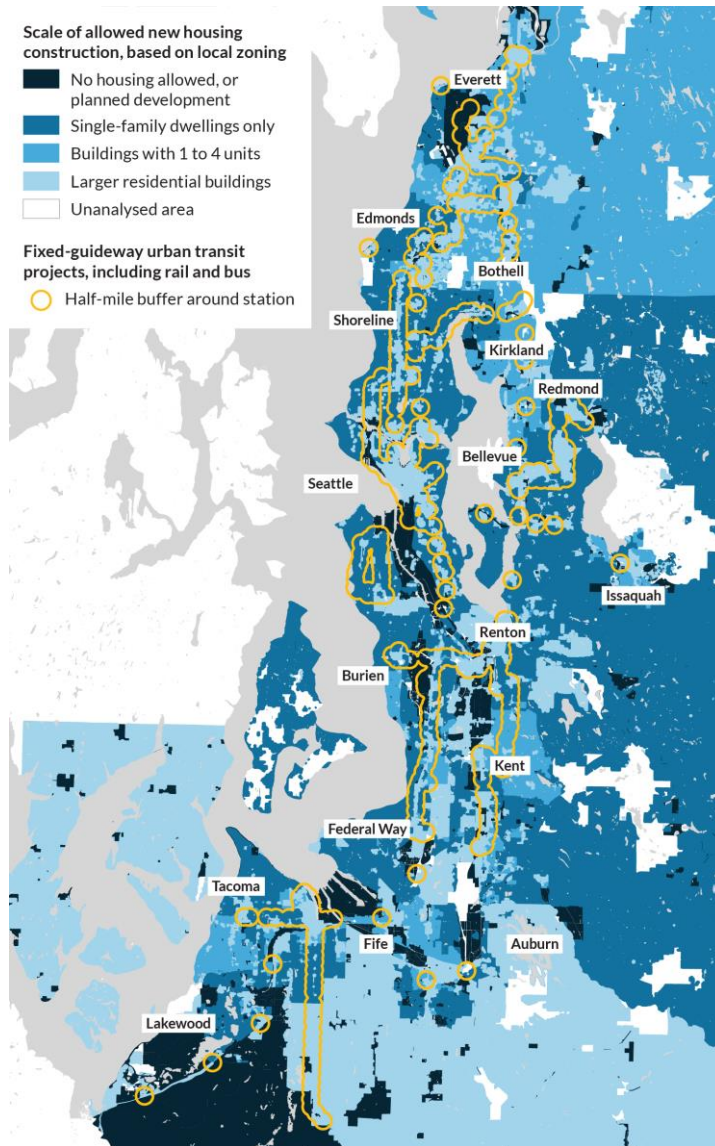 Scale of allowed new housing
construction, based on local zoning
No housing allowed, or
planned development
Single-family dwellings only
Buildings with 1 to 4 units
Larger residential buildings
Unanalysed area
Fixed-guideway urban transit
projects, including rail and bus
Half-mile buffer around station
Everett
Edmonds
Bothell
Shoreline
Kirkland
Redmond
Bellevue
Seattle
Issaquah
Renton
Burien
Kent
Federal Way
Tacoma
Fife
Auburn
Lakewood